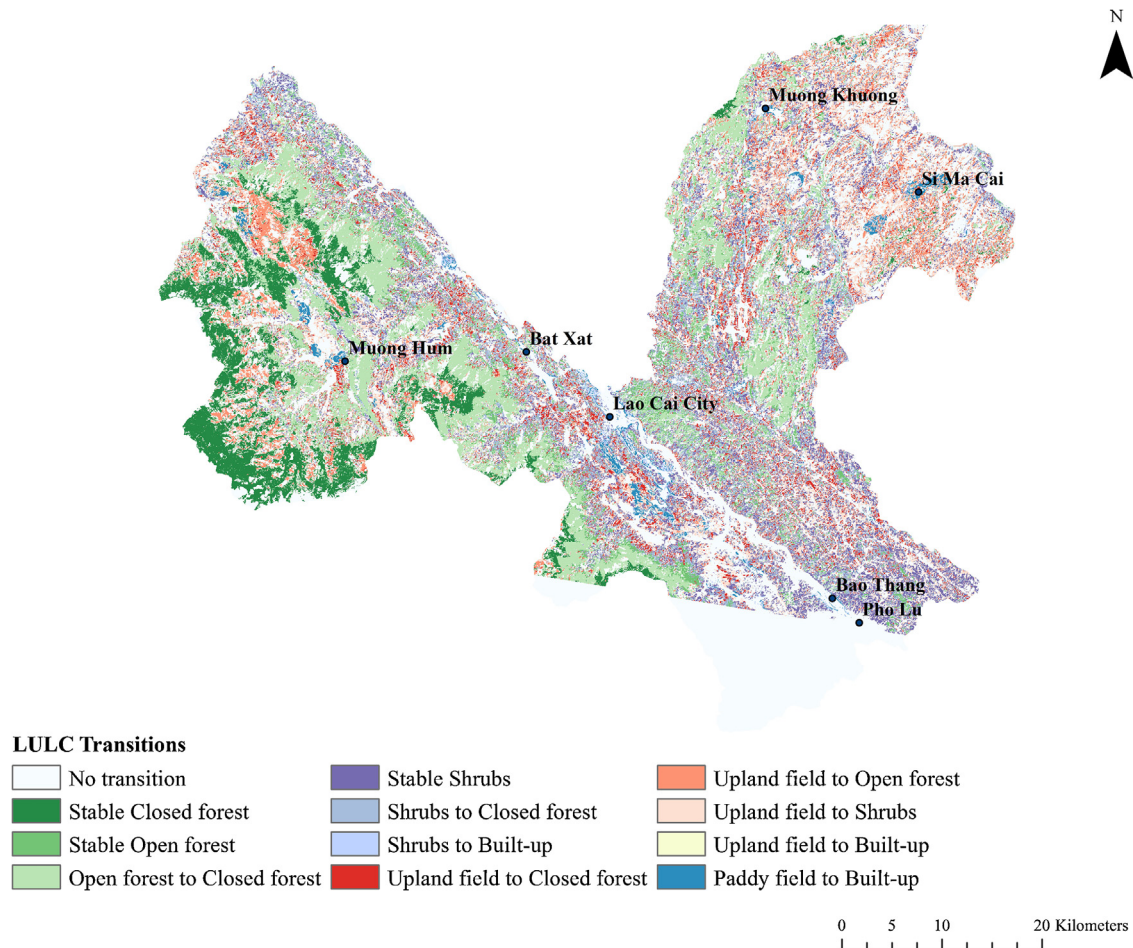 N
Muong Khuong
Si Ma Cai
Bat Xat
Muong Hum
Lao Cai City
Bao Thang
Pho Lu
LULC Transitions
No transition
Stable Closed forest
Stable Open forest
Open forest to Closed forest
Stable Shrubs
Shrubs to Closed forest
Shrubs to Built-up
Upland field to Closed forest
Upland field to Open forest
Upland field to Shrubs
Upland field to Built-up
Paddy field to Built-up
0 5 10 20 Kilometers